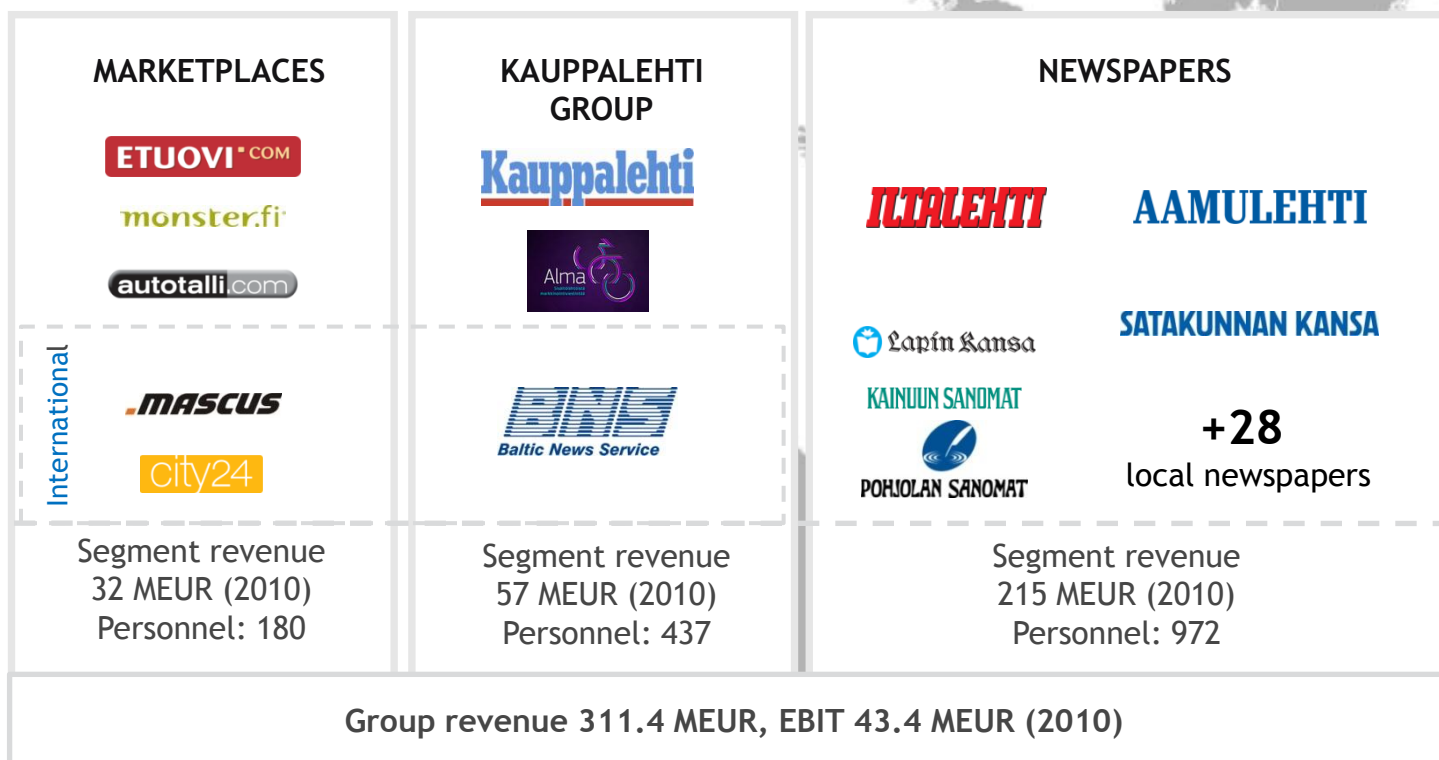 MARKETPLACES
ETUOVI.COM
monster.fi
autotalli.com
International
.mascus
city24
Segment revenue
32 MEUR (2010)
Personnel: 180
KAUPPALEHTI
GROUP
Kauppalehti
Alma
BNS
Baltic News Service
Segment revenue
57 MEUR (2010)
Personnel: 437
NEWSPAPERS
ILTALEHTI
AAMULEHTI
Lapin Kansa
SATAKUNNAN KANSA
KAINUUN SANOMAT
POHJOLAN SANOMAT
+28
local newspapers
Segment revenue
215 MEUR (2010)
Personnel: 972
Group revenue 311.4 MEUR, EBIT 43.4 MEUR (2010)